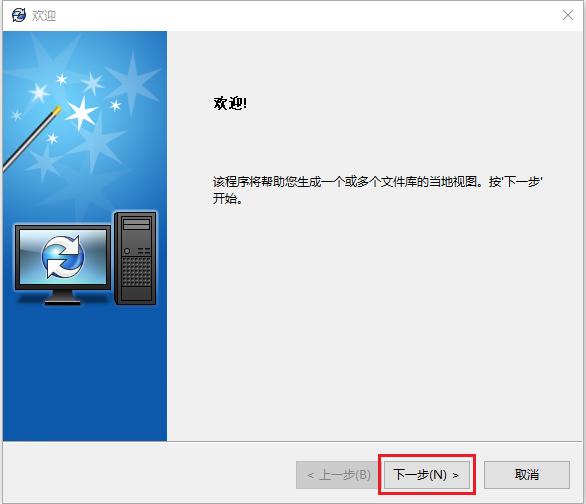 欢迎
欢迎!
该程序将帮助您生成一个或多个文件库的当地视图。按'下一步'
开始。
< 上一步(B)
下一步(N) >
取消